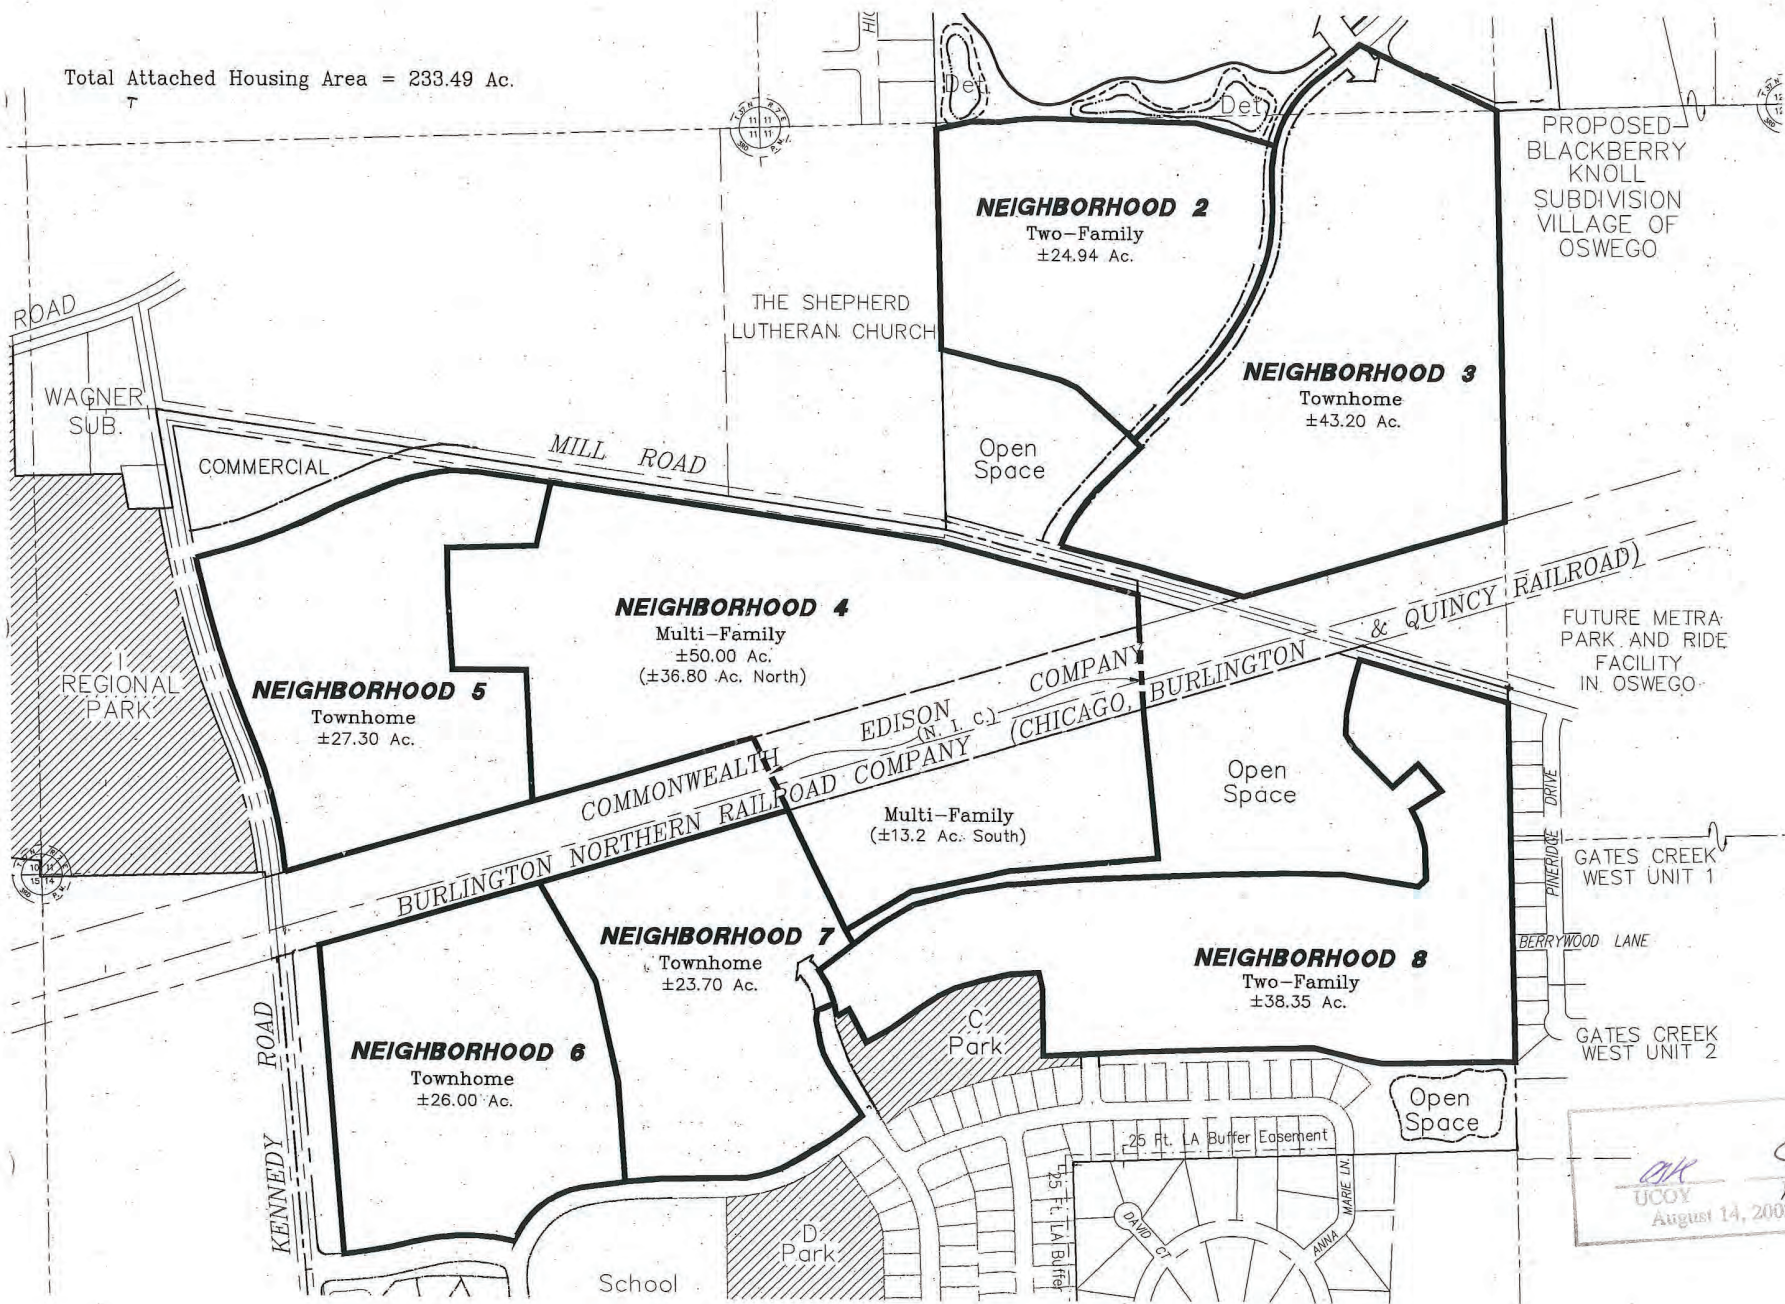 Total Attached Housing Area = 233.49 Ac.
Det
Det
PROPOSED
BLACKBERRY
KNOLL
SUBDIVISION
VILLAGE OF
OSWEGO
NEIGHBORHOOD 2
Two-Family
±24.94 Ac.
THE SHEPHERD
LUTHERAN CHURCH
NEIGHBORHOOD 3
Townhome
±43.20 Ac.
ROAD
WAGNER
SUB.
COMMERCIAL
MILL ROAD
Open
Space
NEIGHBORHOOD 4
Multi-Family
±50.00 Ac.
(±36.80 Ac. North)
NEIGHBORHOOD 5
Townhome
±27.30 Ac.
1
REGIONAL
PARK
COMMONWEALTH EDISON COMPANY
(N. I. C.)
BURLINGTON NORTHERN RAILROAD COMPANY (CHICAGO, BURLINGTON & QUINCY RAILROAD)
FUTURE METRA
PARK AND RIDE
FACILITY
IN OSWEGO
Open
Space
Multi-Family
(±13.2 Ac. South)
PINERIDGE DRIVE
GATES CREEK
WEST UNIT 1
BERRYWOOD LANE
NEIGHBORHOOD 7
Townhome
±23.70 Ac.
NEIGHBORHOOD 8
Two-Family
±38.35 Ac.
KENNEDY ROAD
NEIGHBORHOOD 6
Townhome
±26.00 Ac.
C
Park
GATES CREEK
WEST UNIT 2
Open
Space
25 Ft. LA Buffer Easement
25 Ft. LA Buffer
DAVID CT
ANNA MARIE LN.
D
Park
School
UCOY
August 14, 200